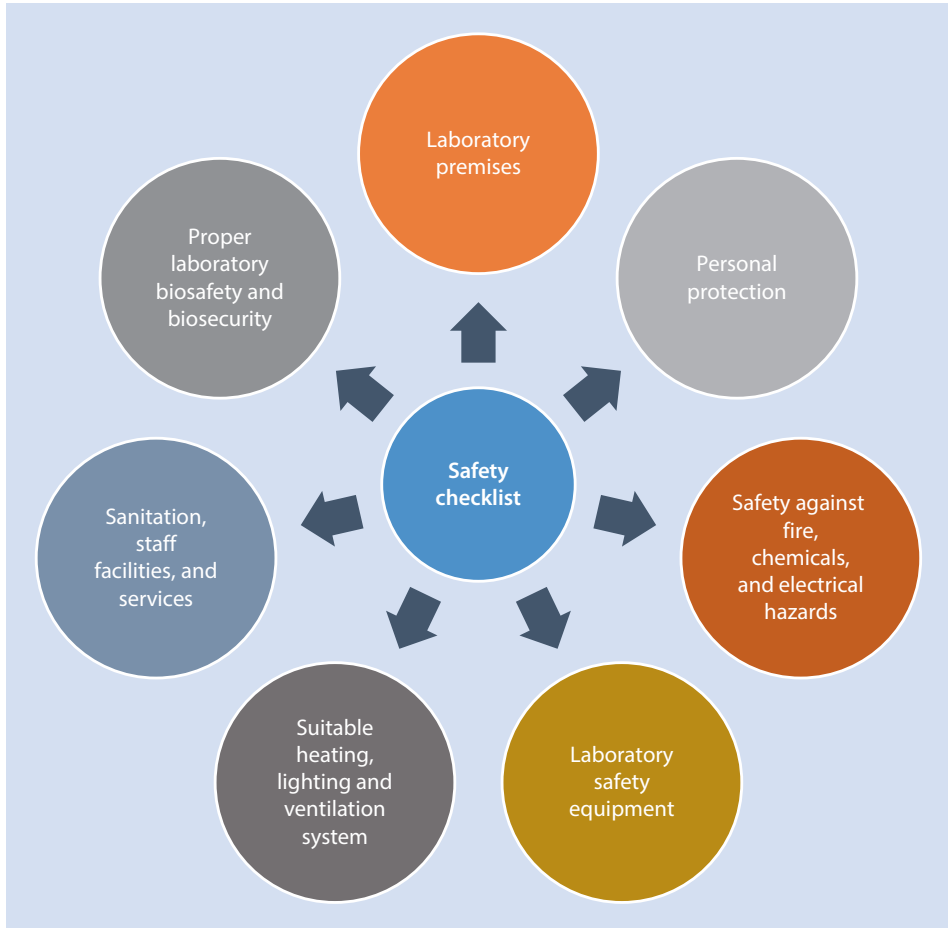 Laboratory
premises
Personal
protection
Safety against
fire,
chemicals,
and electrical
hazards
Laboratory
safety
equipment
Suitable
heating,
lighting and
ventilation
system
Sanitation,
staff
facilities, and
services
Proper
laboratory
biosafety and
biosecurity
Safety
checklist